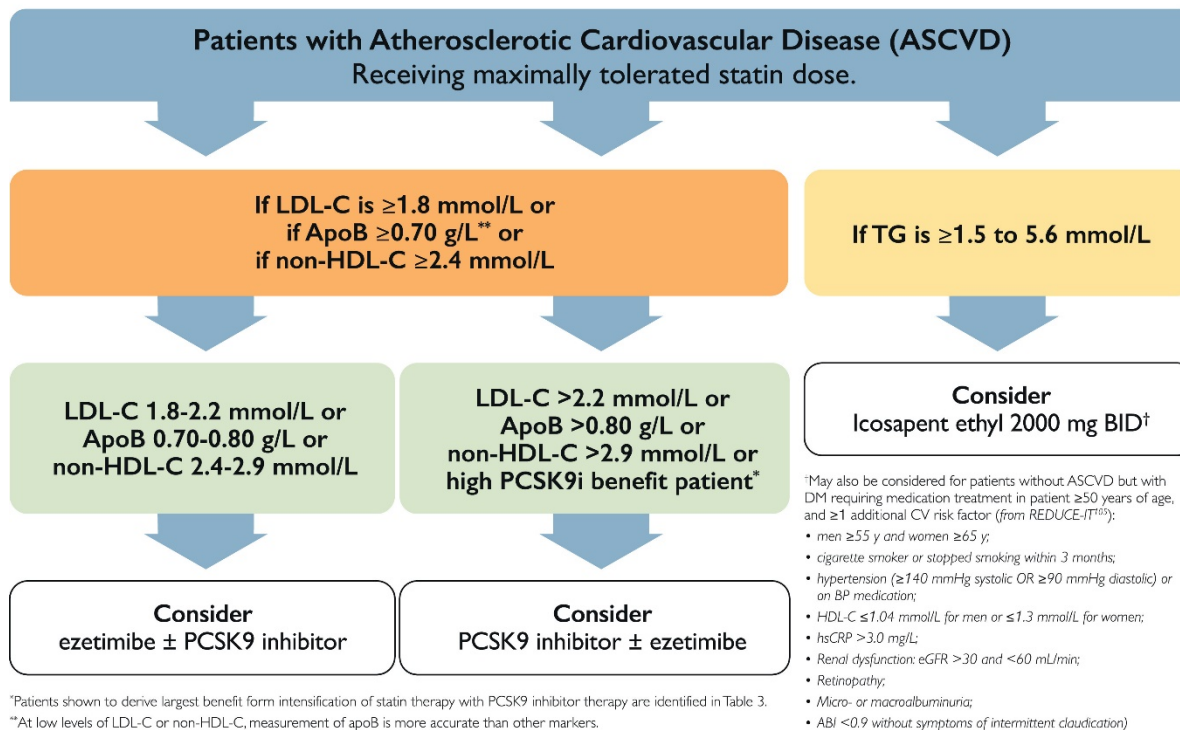 Patients with Atherosclerotic Cardiovascular Disease (ASCVD)
Receiving maximally tolerated statin dose.
If LDL-C is ≥1.8 mmol/L or
if ApoB ≥0.70 g/L** or
if non-HDL-C ≥2.4 mmol/L
If TG is ≥1.5 to 5.6 mmol/L
LDL-C 1.8-2.2 mmol/L or
ApoB 0.70-0.80 g/L or
non-HDL-C 2.4-2.9 mmol/L
LDL-C >2.2 mmol/L or
ApoB >0.80 g/L or
non-HDL-C >2.9 mmol/L or
high PCSK9i benefit patient*
Consider
Icosapent ethyl 2000 mg BID†
Consider
ezetimibe ± PCSK9 inhibitor
Consider
PCSK9 inhibitor ± ezetimibe
†May also be considered for patients without ASCVD but with
DM requiring medication treatment in patient ≥50 years of age,
and ≥1 additional CV risk factor (from REDUCE-IT105):
• men ≥55 y and women ≥65 y;
• cigarette smoker or stopped smoking within 3 months;
• hypertension (≥140 mmHg systolic OR ≥90 mmHg diastolic) or
on BP medication;
• HDL-C ≤1.04 mmol/L for men or ≤1.3 mmol/L for women;
• hsCRP >3.0 mg/L;
• Renal dysfunction: eGFR >30 and <60 mL/min;
• Retinopathy;
• Micro- or macroalbuminuria;
• ABI <0.9 without symptoms of intermittent claudication)
*Patients shown to derive largest benefit form intensification of statin therapy with PCSK9 inhibitor therapy are identified in Table 3.
**At low levels of LDL-C or non-HDL-C, measurement of apoB is more accurate than other markers.